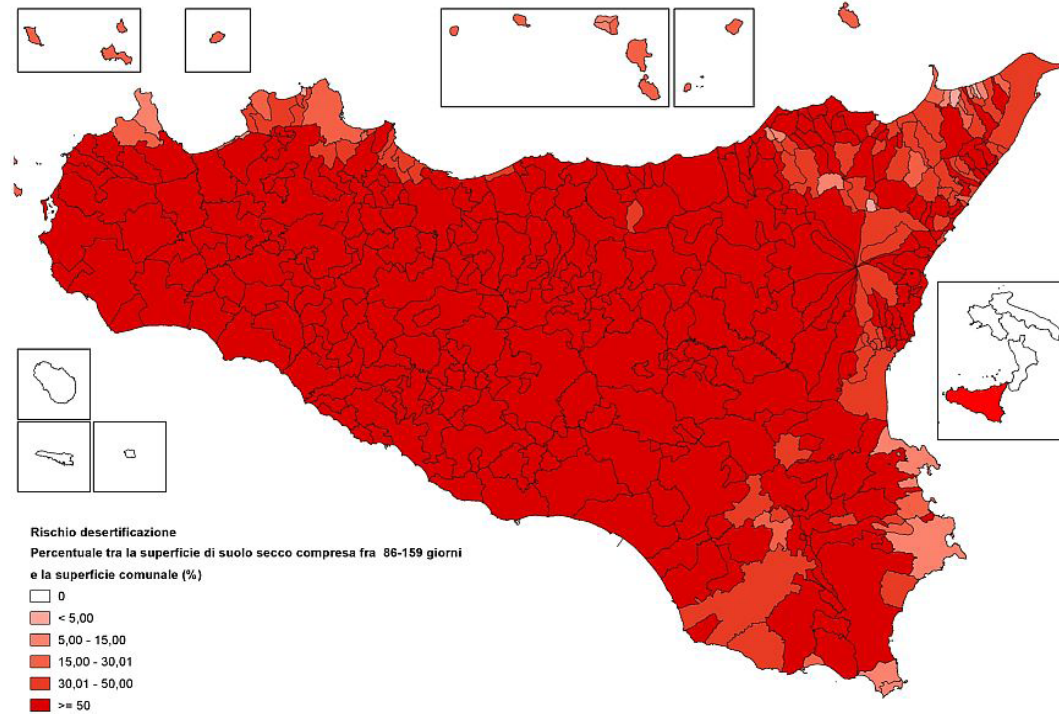 Rischio desertificazione
Percentuale tra la superficie di suolo secco compresa fra 86-159 giorni
e la superficie comunale (%)
0
< 5,00
5,00 - 15,00
15,00 - 30,01
30,01 - 50,00
>= 50